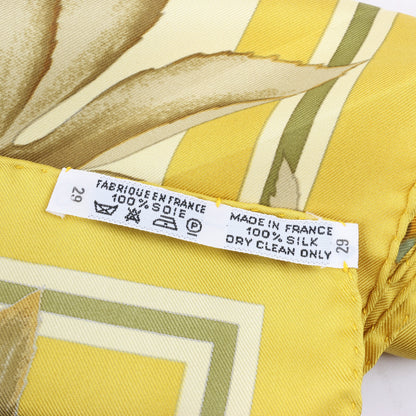 29
FABRIQUE EN FRANCE
100% SOIE
P
MADE IN FRANCE
100% SILK
DRY CLEAN ONLY
29